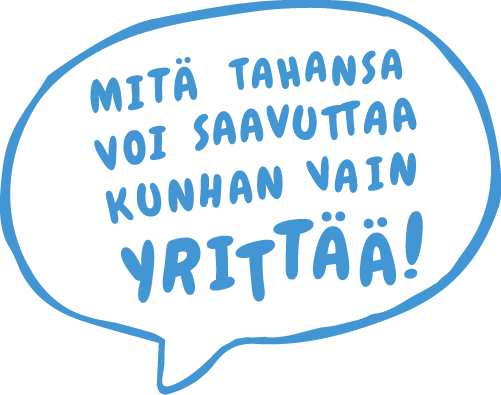 MITÄ TAHANSA
VOI SAAVUTTAA
KUNHAN VAIN
YRITTÄÄ!